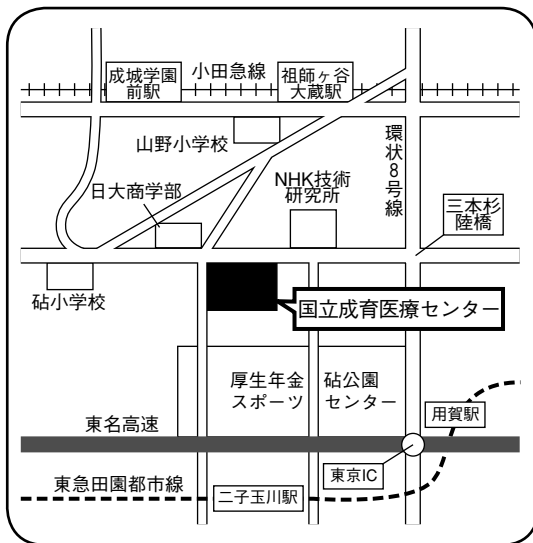 成城学園
前駅
小田急線
祖師ヶ谷
大蔵駅
山野小学校
環状8号線
日大商学部
NHK技術
研究所
三本杉
陸橋
砧小学校
国立成育医療センター
厚生年金
スポーツ
砧公園
センター
東名高速
用賀駅
東京IC
東急田園都市線
二子玉川駅